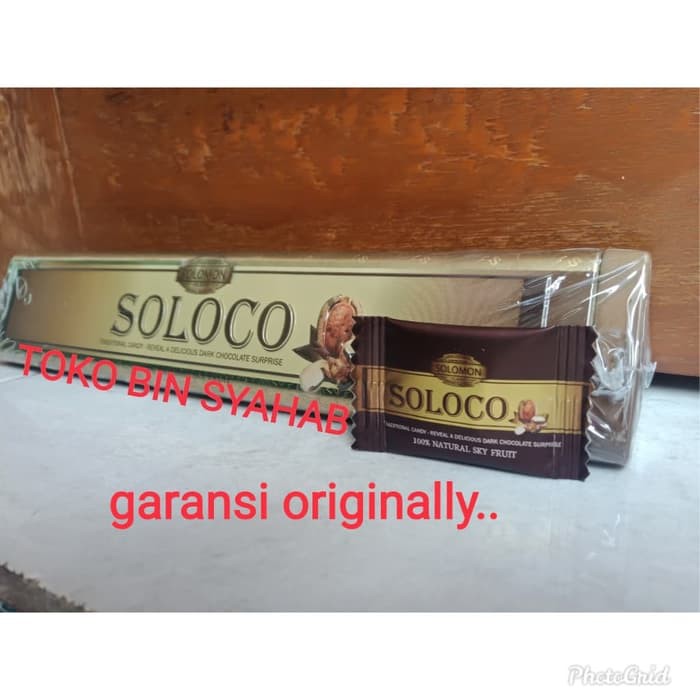 SOLOMON
SOLOCO
TRADITIONAL CANDY - REVEAL A DELICIOUS DARK CHOCOLATE SURPRISE
TOKO BIN SYAHAB
SOLOMON
SOLOCO
TRADITIONAL CANDY - REVEAL A DELICIOUS DARK CHOCOLATE SURPRISE
100% NATURAL SKY FRUIT
garansi originally..
PhotoGrid